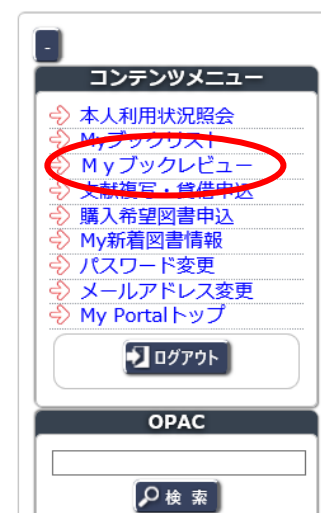 -
コンテンツメニュー
本人利用状況照会
Myブックリスト
Ｍｙブックレビュー
文献複写・貸借申込
購入希望図書申込
My新着図書情報
パスワード変更
メールアドレス変更
My Portalトップ
ログアウト
OPAC
検 索